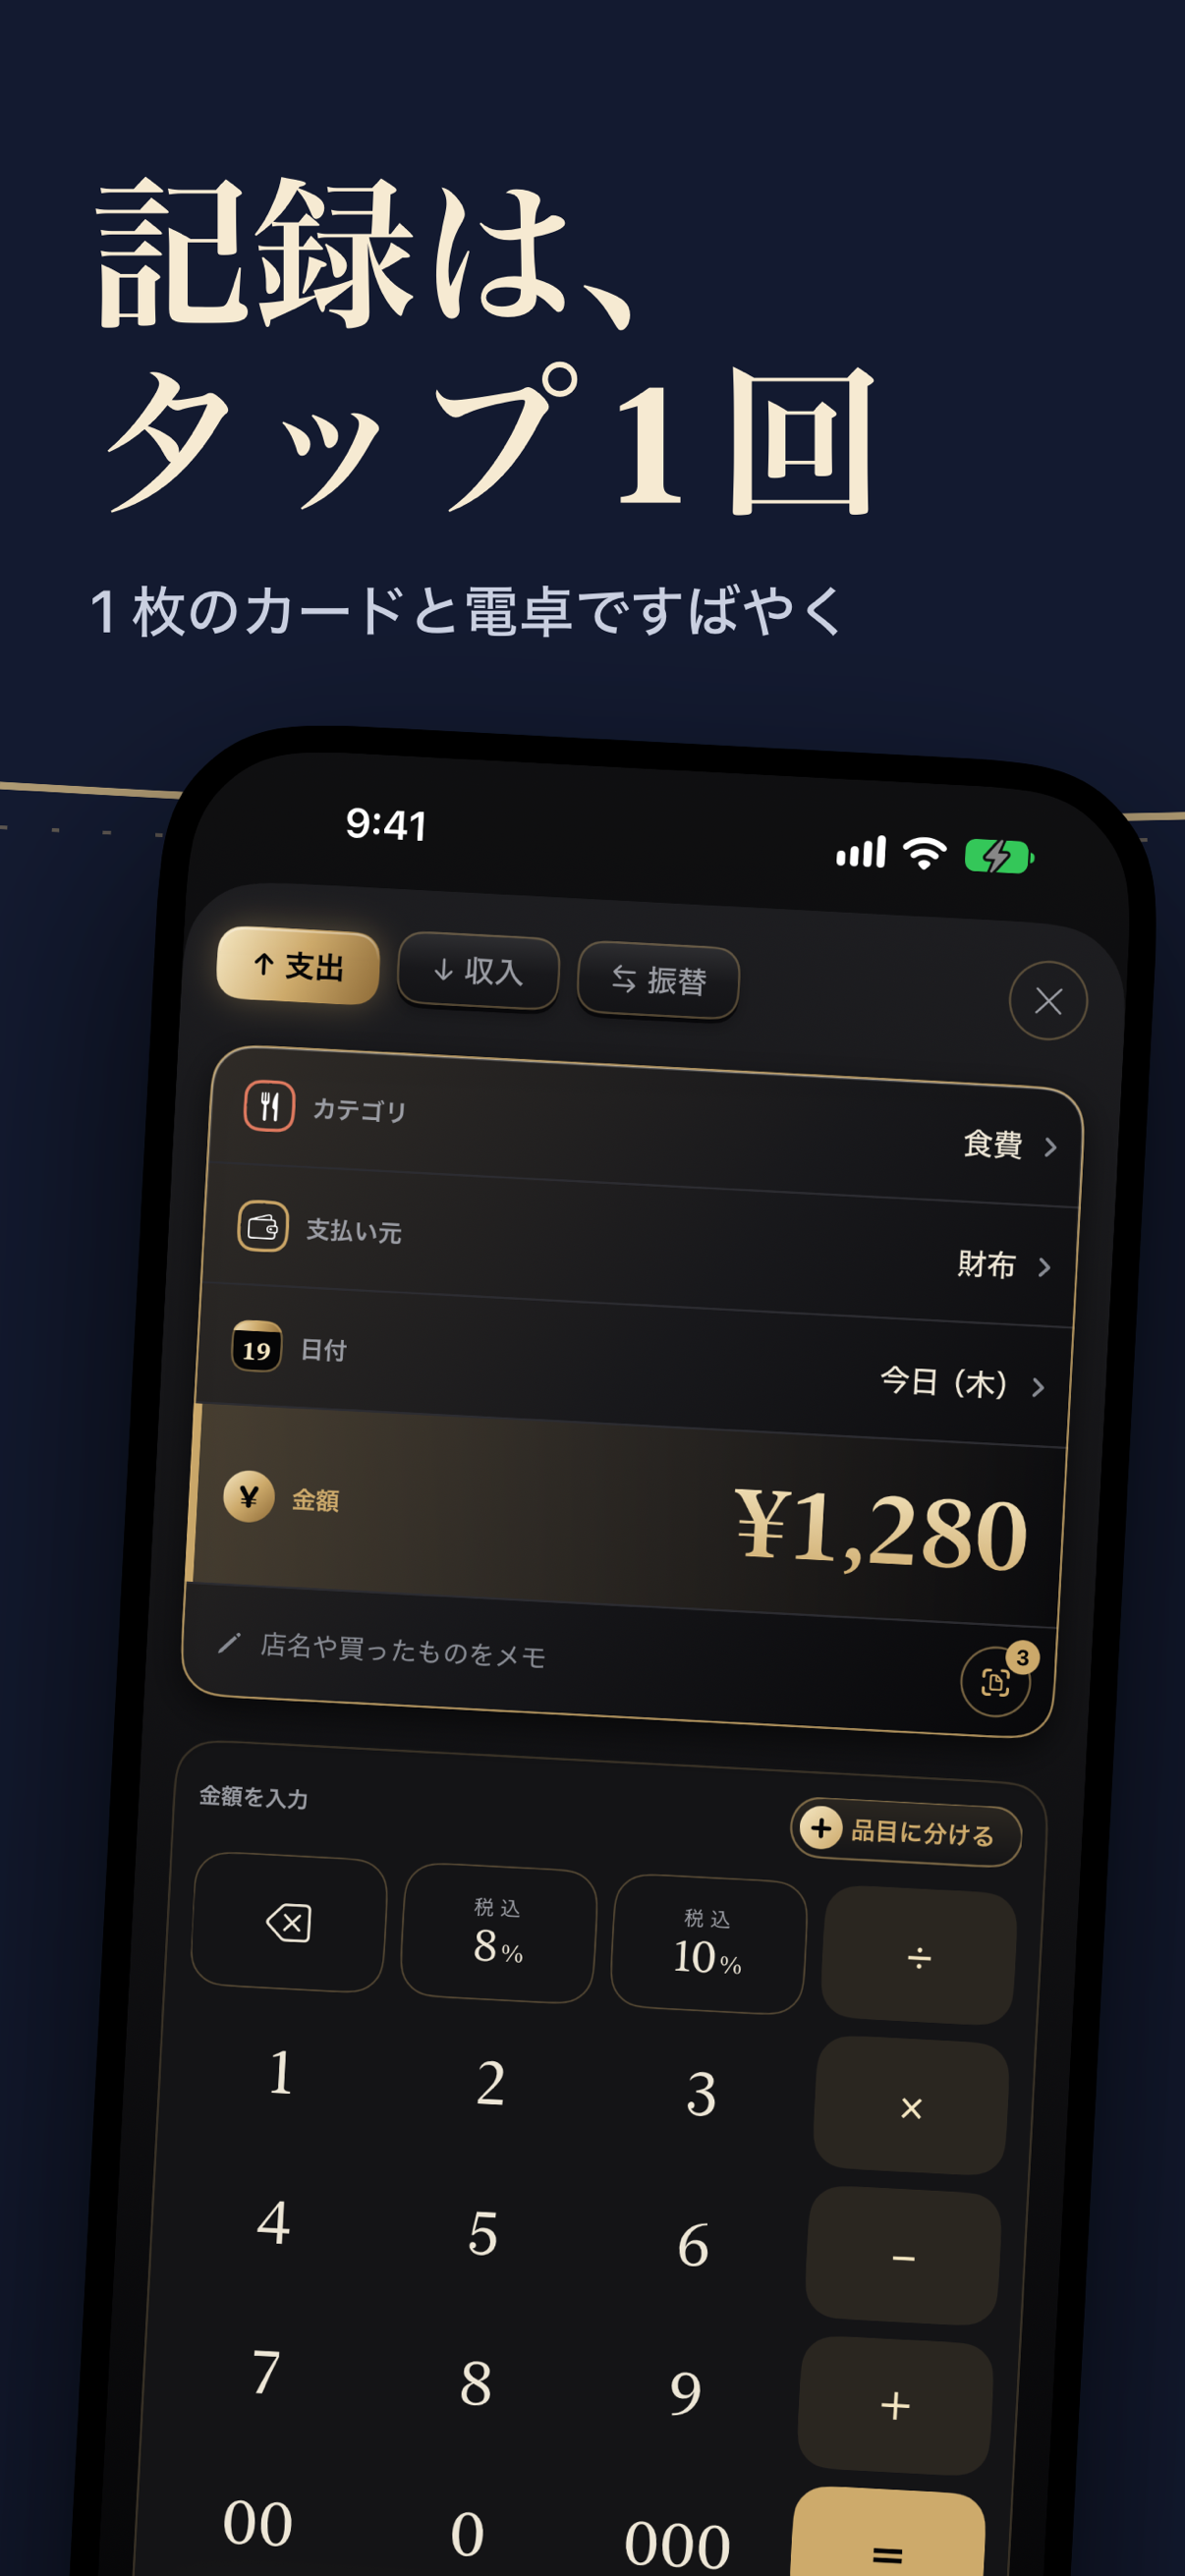 記録は、
タップ1回
1枚のカードと電卓ですばやく
9:41
↑ 支出 ↓ 収入 ⇆ 振替 ×
カテゴリ 食費 >
支払い元 財布 >
19 日付 今日（木） >
¥ 金額 ¥1,280
店名や買ったものをメモ 3
金額を入力 + 品目に分ける
税込 8% 税込 10% ÷
1 2 3 ×
4 5 6 −
7 8 9 +
00 0 000 =